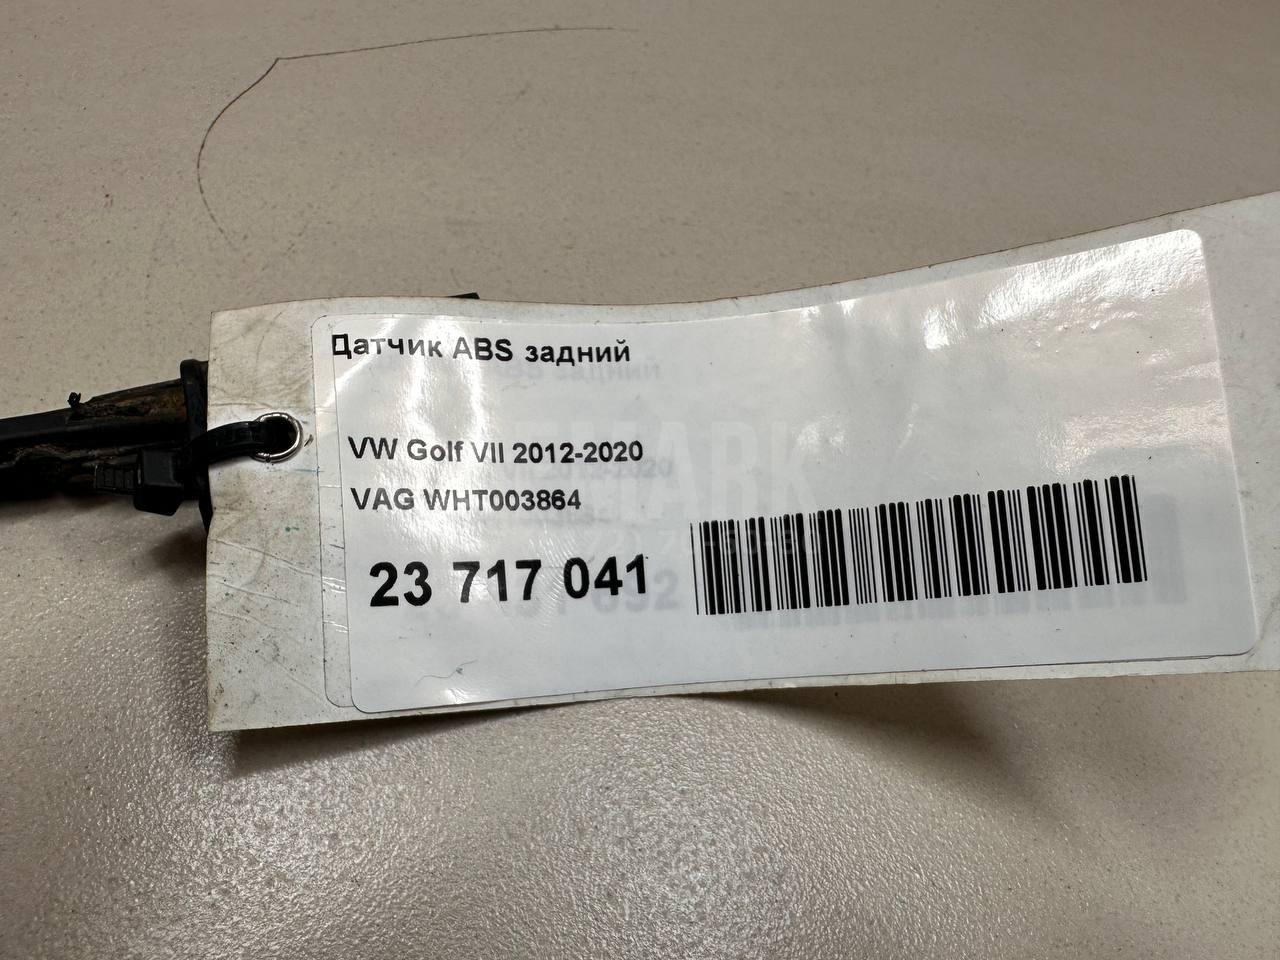 Датчик ABS задний
VW Golf VII 2012-2020
VAG WHT003864
23 717 041